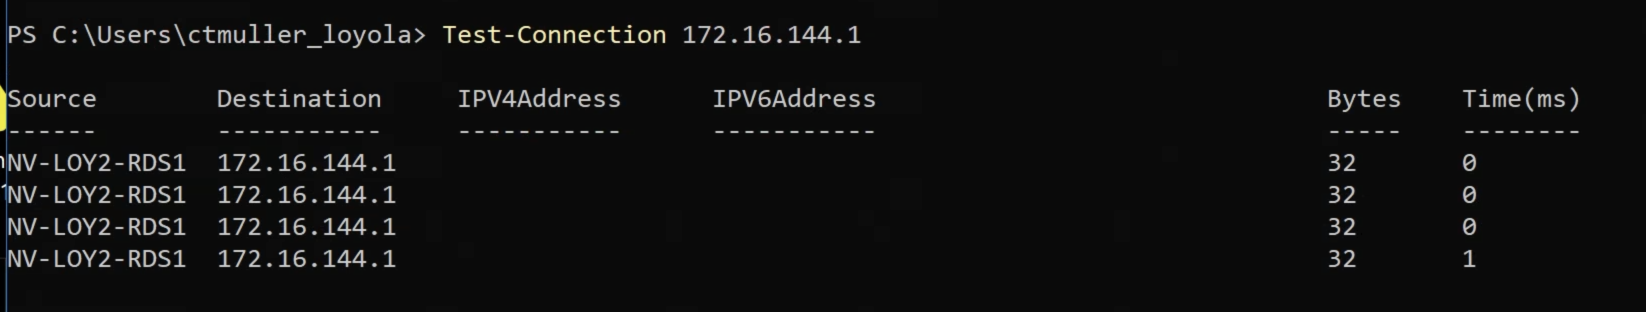 PS C:\Users\ctmuller_loyola> Test-Connection 172.16.144.1
Source Destination IPV4Address IPV6Address Bytes Time(ms)
------ ----------- ----------- ----------- ----- --------
NV-LOY2-RDS1 172.16.144.1 32 0
NV-LOY2-RDS1 172.16.144.1 32 0
NV-LOY2-RDS1 172.16.144.1 32 0
NV-LOY2-RDS1 172.16.144.1 32 1